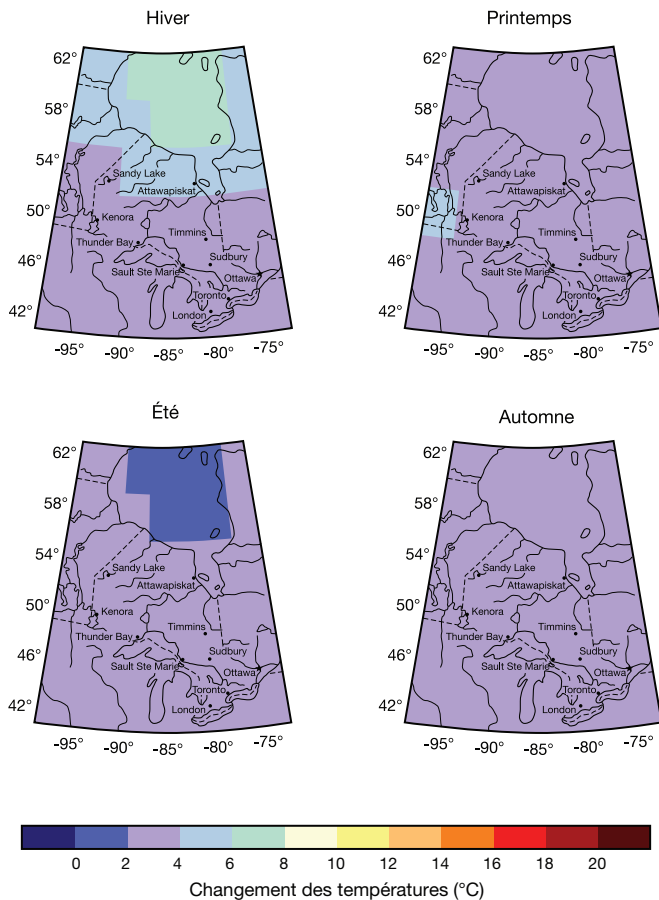 Hiver
62°
58°
54°
50°
46°
42°
Sandy Lake
Attawapiskat
Kenora
Timmins
Thunder Bay
Sudbury
Sault Ste Marie
Ottawa
Toronto
London
-95° -90° -85° -80° -75°
Printemps
62°
58°
54°
50°
46°
42°
Sandy Lake
Attawapiskat
Kenora
Timmins
Thunder Bay
Sudbury
Sault Ste Marie
Ottawa
Toronto
London
-95° -90° -85° -80° -75°
Été
62°
58°
54°
50°
46°
42°
Sandy Lake
Attawapiskat
Kenora
Timmins
Thunder Bay
Sudbury
Sault Ste Marie
Ottawa
Toronto
London
-95° -90° -85° -80° -75°
Automne
62°
58°
54°
50°
46°
42°
Sandy Lake
Attawapiskat
Kenora
Timmins
Thunder Bay
Sudbury
Sault Ste Marie
Ottawa
Toronto
London
-95° -90° -85° -80° -75°
0 2 4 6 8 10 12 14 16 18 20
Changement des températures (°C)